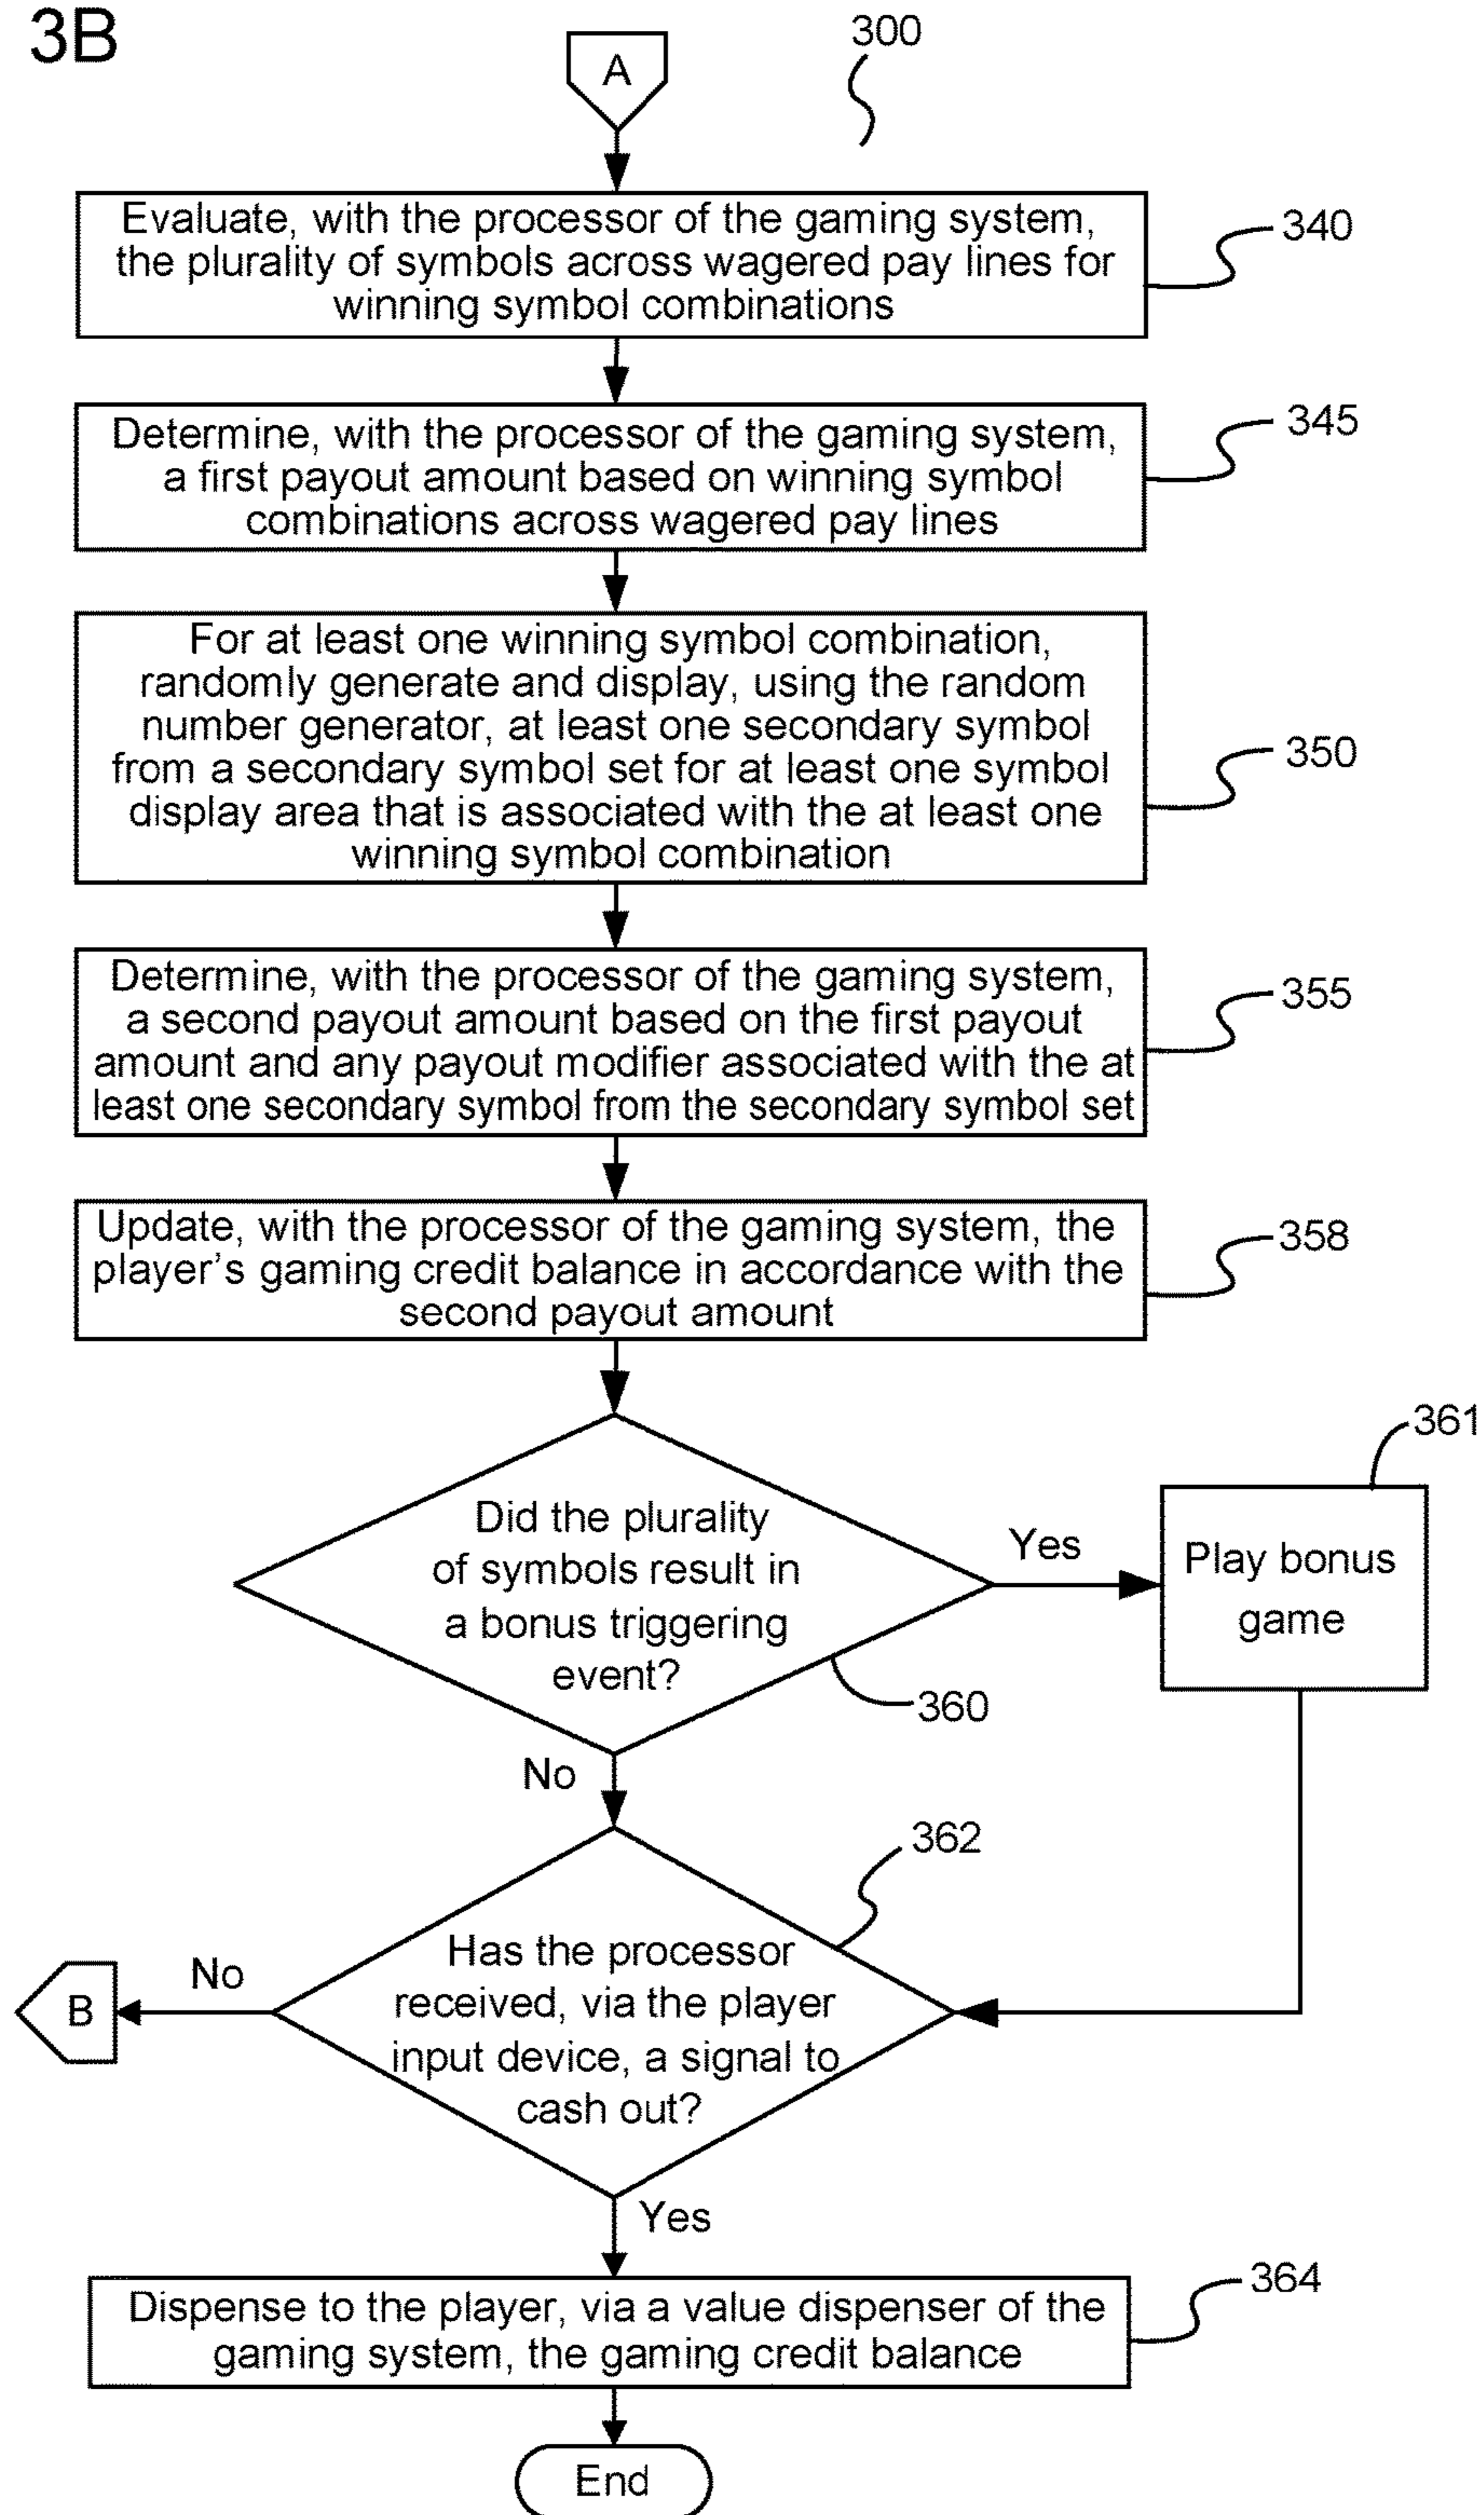 3B
300
A
Evaluate, with the processor of the gaming system,
the plurality of symbols across wagered pay lines for
winning symbol combinations
340
Determine, with the processor of the gaming system,
a first payout amount based on winning symbol
combinations across wagered pay lines
345
For at least one winning symbol combination,
randomly generate and display, using the random
number generator, at least one secondary symbol
from a secondary symbol set for at least one symbol
display area that is associated with the at least one
winning symbol combination
350
Determine, with the processor of the gaming system,
a second payout amount based on the first payout
amount and any payout modifier associated with the at
least one secondary symbol from the secondary symbol set
355
Update, with the processor of the gaming system, the
player's gaming credit balance in accordance with the
second payout amount
358
Did the plurality
of symbols result in
a bonus triggering
event?
360
Yes
361
Play bonus
game
No
362
Has the processor
received, via the player
input device, a signal to
cash out?
No
B
Yes
Dispense to the player, via a value dispenser of the
gaming system, the gaming credit balance
364
End